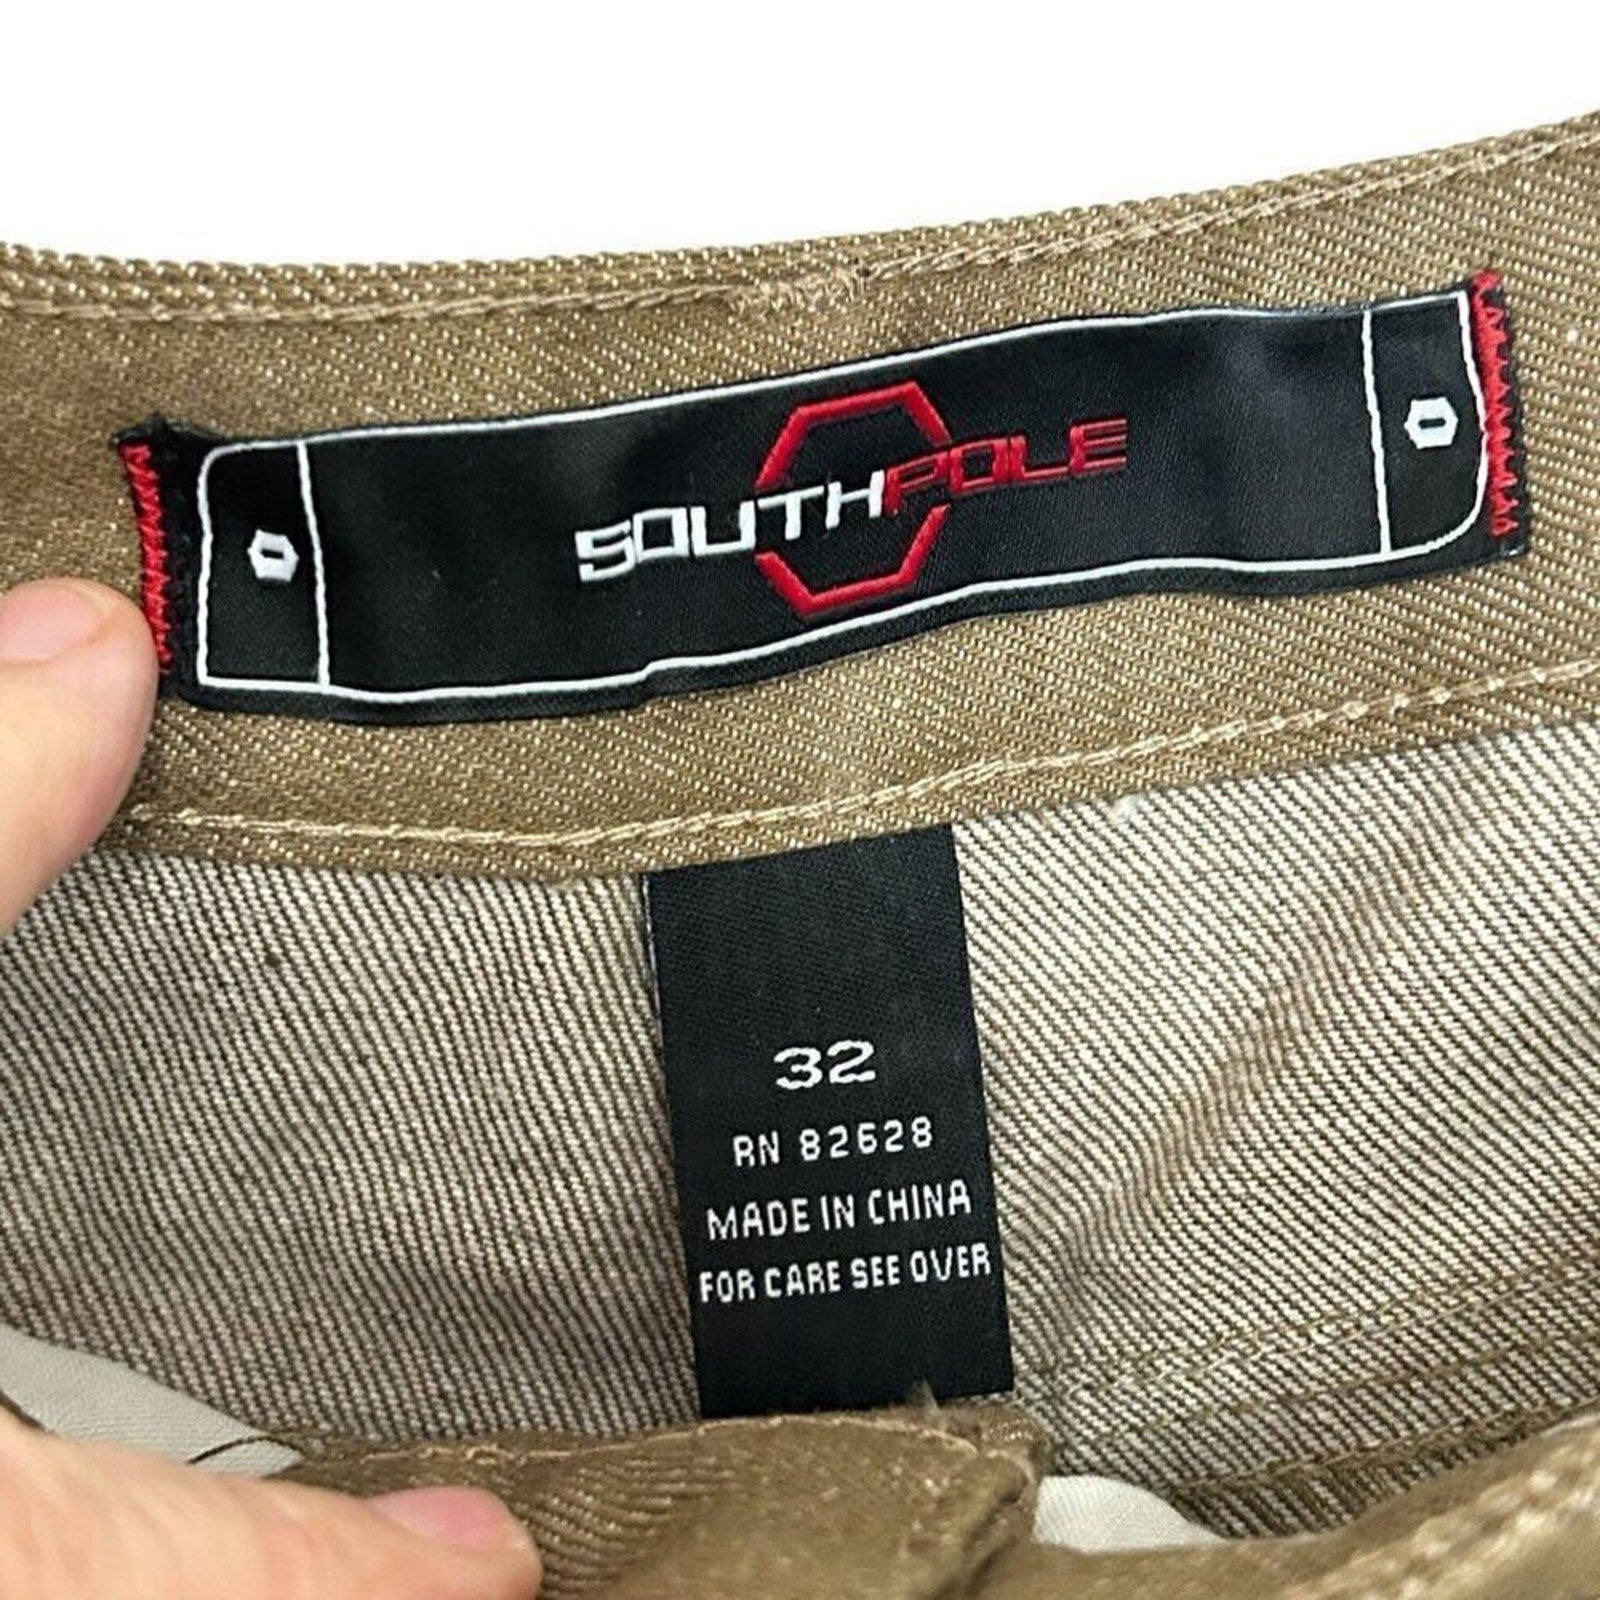 SOUTHPOLE
32
RN 82628
MADE IN CHINA
FOR CARE SEE OVER